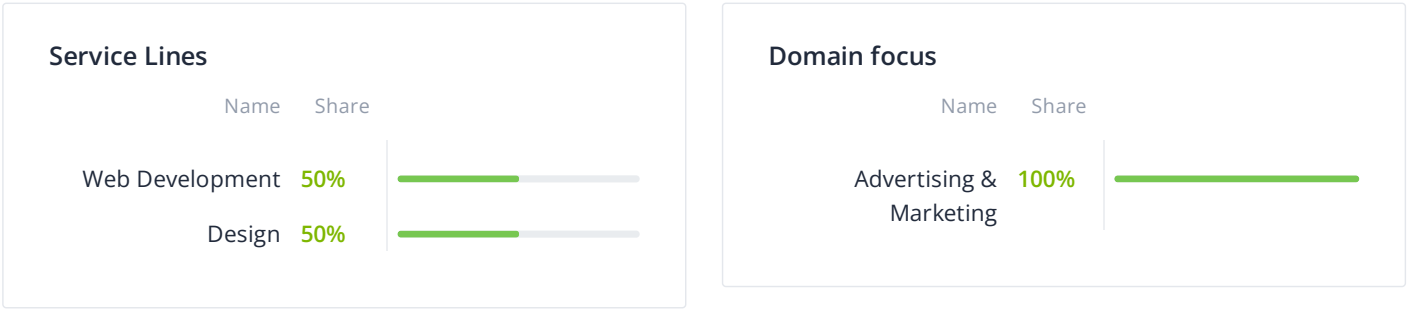 Service Lines
Name Share
Web Development 50%
Design 50%
Domain focus
Name Share
Advertising & 100%
Marketing